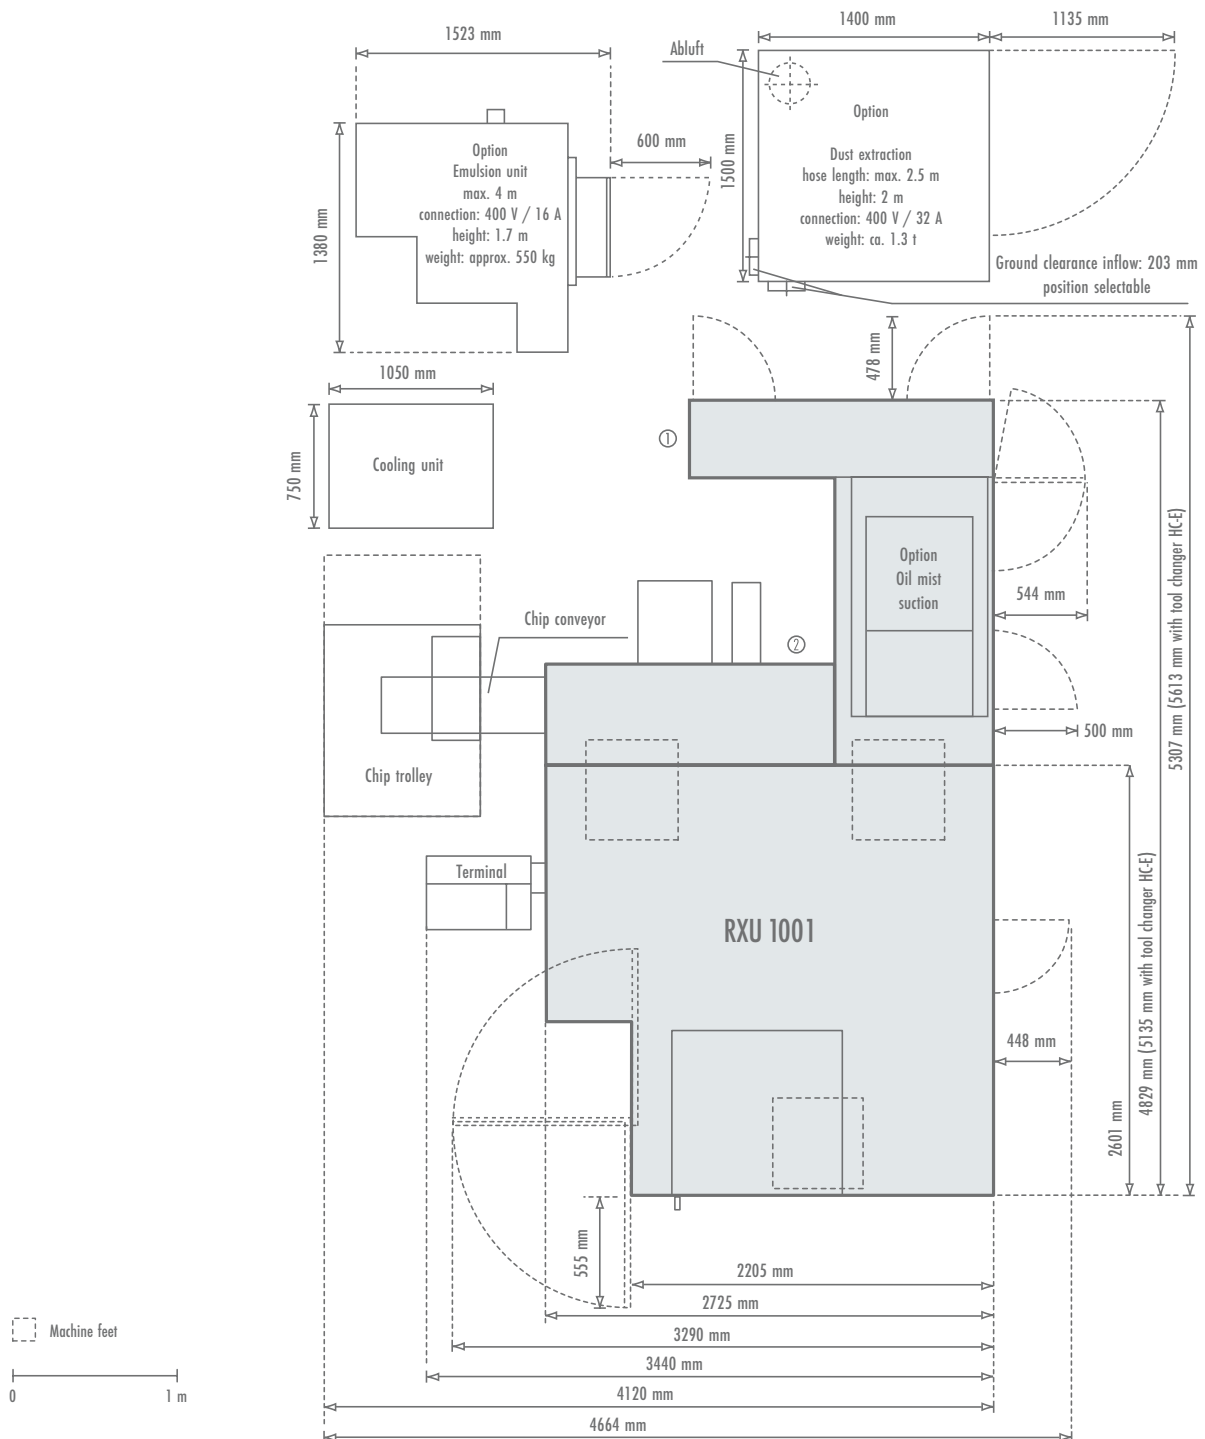 1400 mm
1135 mm
1523 mm
Abluft
Option
600 mm
1500 mm
Option
Emulsion unit
max. 4 m
connection: 400 V / 16 A
height: 1.7 m
weight: approx. 550 kg
Dust extraction
hose length: max. 2.5 m
height: 2 m
connection: 400 V / 32 A
weight: ca. 1.3 t
1380 mm
Ground clearance inflow: 203 mm
position selectable
478 mm
1050 mm
①
Cooling unit
750 mm
Option
Oil mist
suction
544 mm
5307 mm (5613 mm with tool changer HC-E)
Chip conveyor
②
500 mm
Chip trolley
Terminal
RXU 1001
4829 mm (5135 mm with tool changer HC-E)
448 mm
2601 mm
555 mm
2205 mm
2725 mm
Machine feet
3290 mm
3440 mm
0
1 m
4120 mm
4664 mm